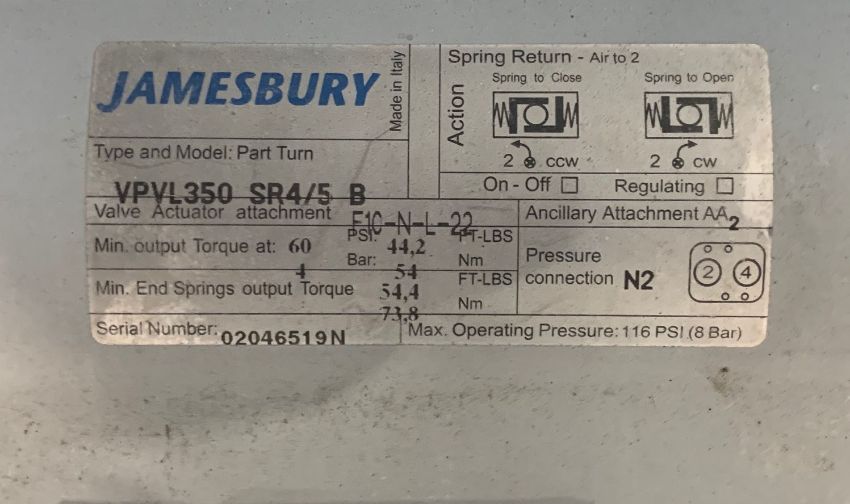 JAMESBURY
Made in Italy
Type and Model: Part Turn
VPVL350 SR4/5 B
Action
Spring Return - Air to 2
Spring to Close
Spring to Open
2 CCW
2 CW
On - Off
Regulating
Valve Actuator attachment F10-N-L-22
Ancillary Attachment AA2
Min. output Torque at: 60 PSI: 44,2 FT-LBS
4 Bar: 54 Nm
Min. End Springs output Torque 54,4 FT-LBS
73,8 Nm
Pressure
connection N2
2 4
Serial Number: 02046519N
Max. Operating Pressure: 116 PSI (8 Bar)